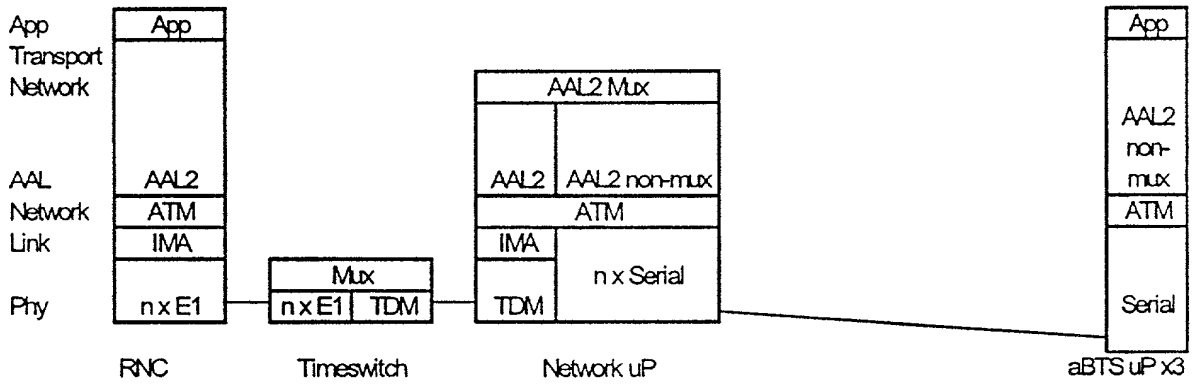 App App App
Transport
Network AAL2 Mux
AAL2
non-
AAL AAL2 AAL2 AAL2 non-mux mux
Network ATM ATM ATM
Link IMA IMA
Mux n x Serial
Phy n x E1 n x E1 TDM TDM Serial
RNC Timeswitch Network uP aBTS uP x3